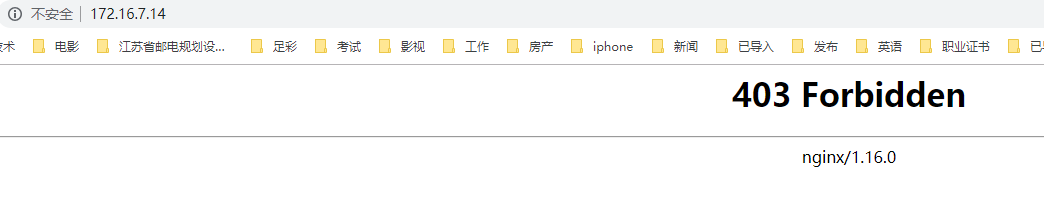 不安全 172.16.7.14
技术 电影 江苏省邮电规划设... 足彩 考试 影视 工作 房产 iphone 新闻 已导入 发布 英语 职业证书
403 Forbidden
nginx/1.16.0